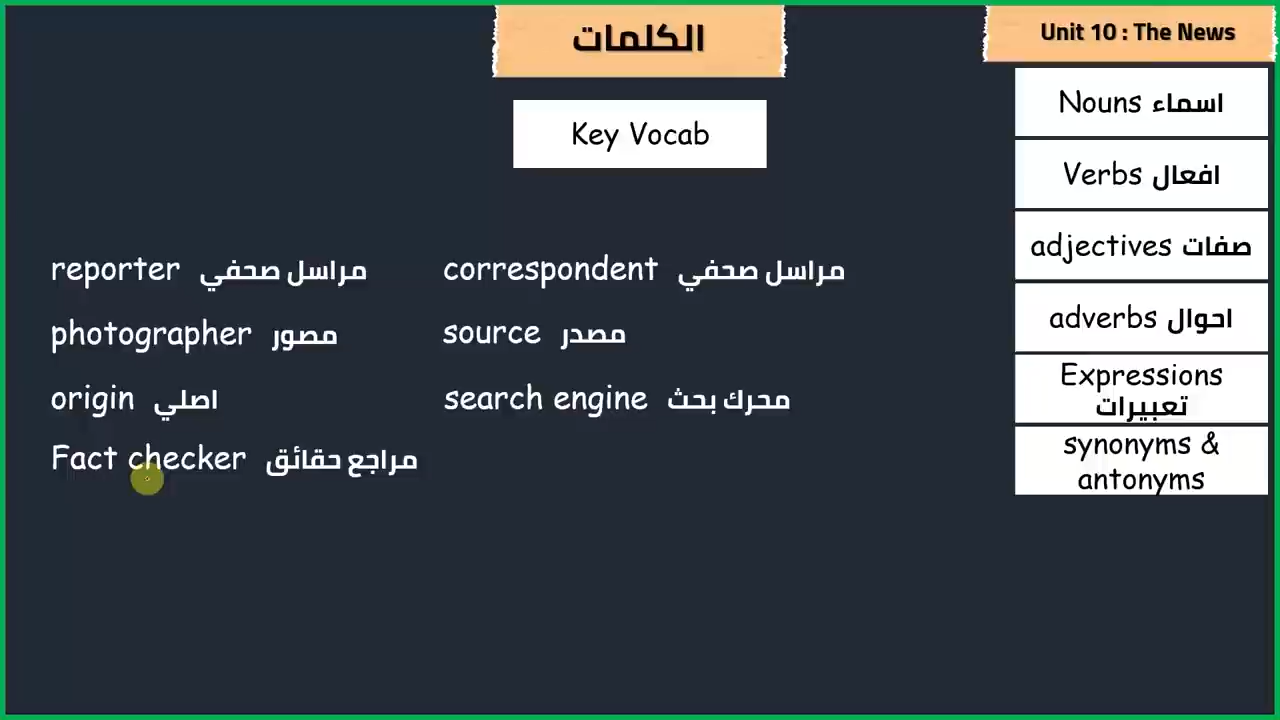 الكلمات
Unit 10 : The News
Key Vocab
reporter مراسل صحفي
correspondent مراسل صحفي
photographer مصور
source مصدر
origin اصلي
search engine محرك بحث
Fact checker مراجع حقائق
Nouns اسماء
Verbs افعال
adjectives صفات
adverbs احوال
Expressions
تعبيرات
synonyms &
antonyms